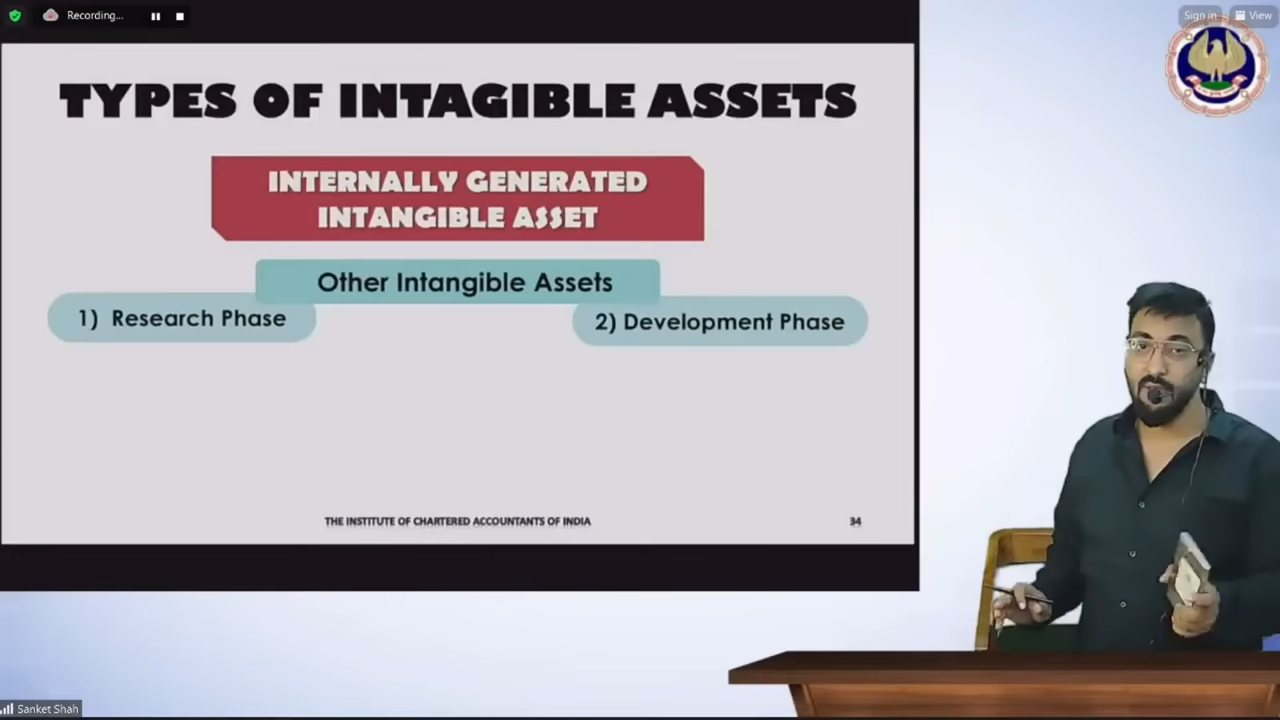 Recording...
Sign in
View
TYPES OF INTAGIBLE ASSETS
INTERNALLY GENERATED
INTANGIBLE ASSET
Other Intangible Assets
1) Research Phase
2) Development Phase
THE INSTITUTE OF CHARTERED ACCOUNTANTS OF INDIA
34
Sanket Shah